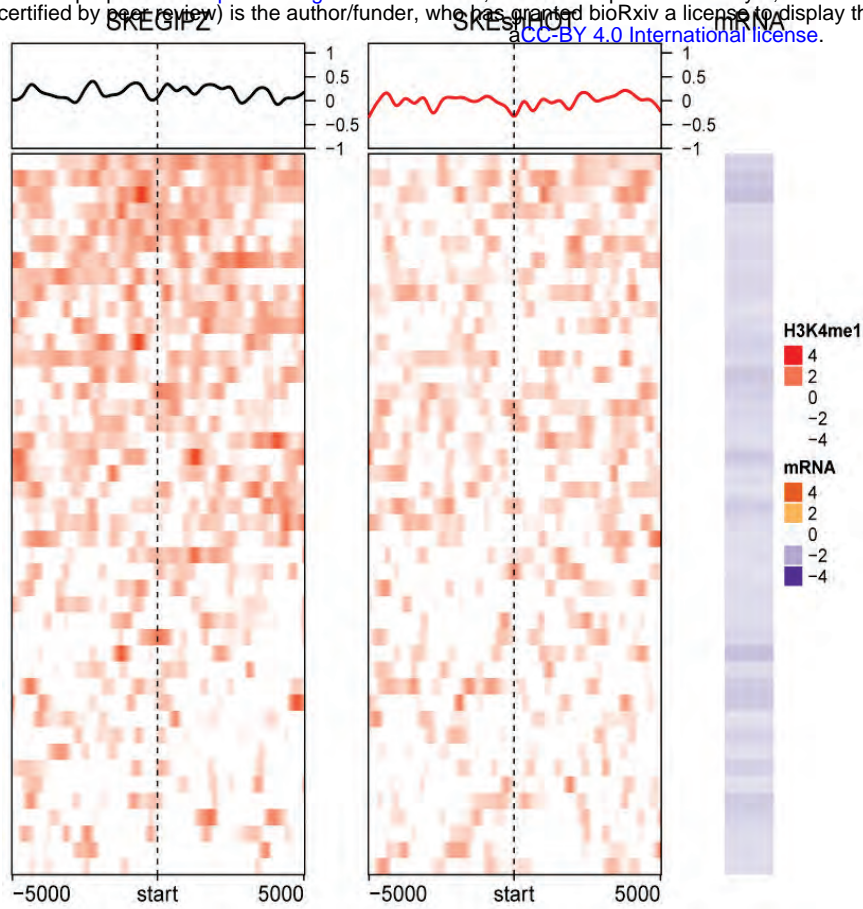 certified by peer review) is the author/funder, who has granted bioRxiv a license to display th
aCC-BY 4.0 International license.
SKEGIPZ
SKEshHOT
mRNA
1
0.5
0
−0.5
−1
1
0.5
0
−0.5
−1
H3K4me1
4
2
0
−2
−4
mRNA
4
2
0
−2
−4
−5000 start 5000
−5000 start 5000